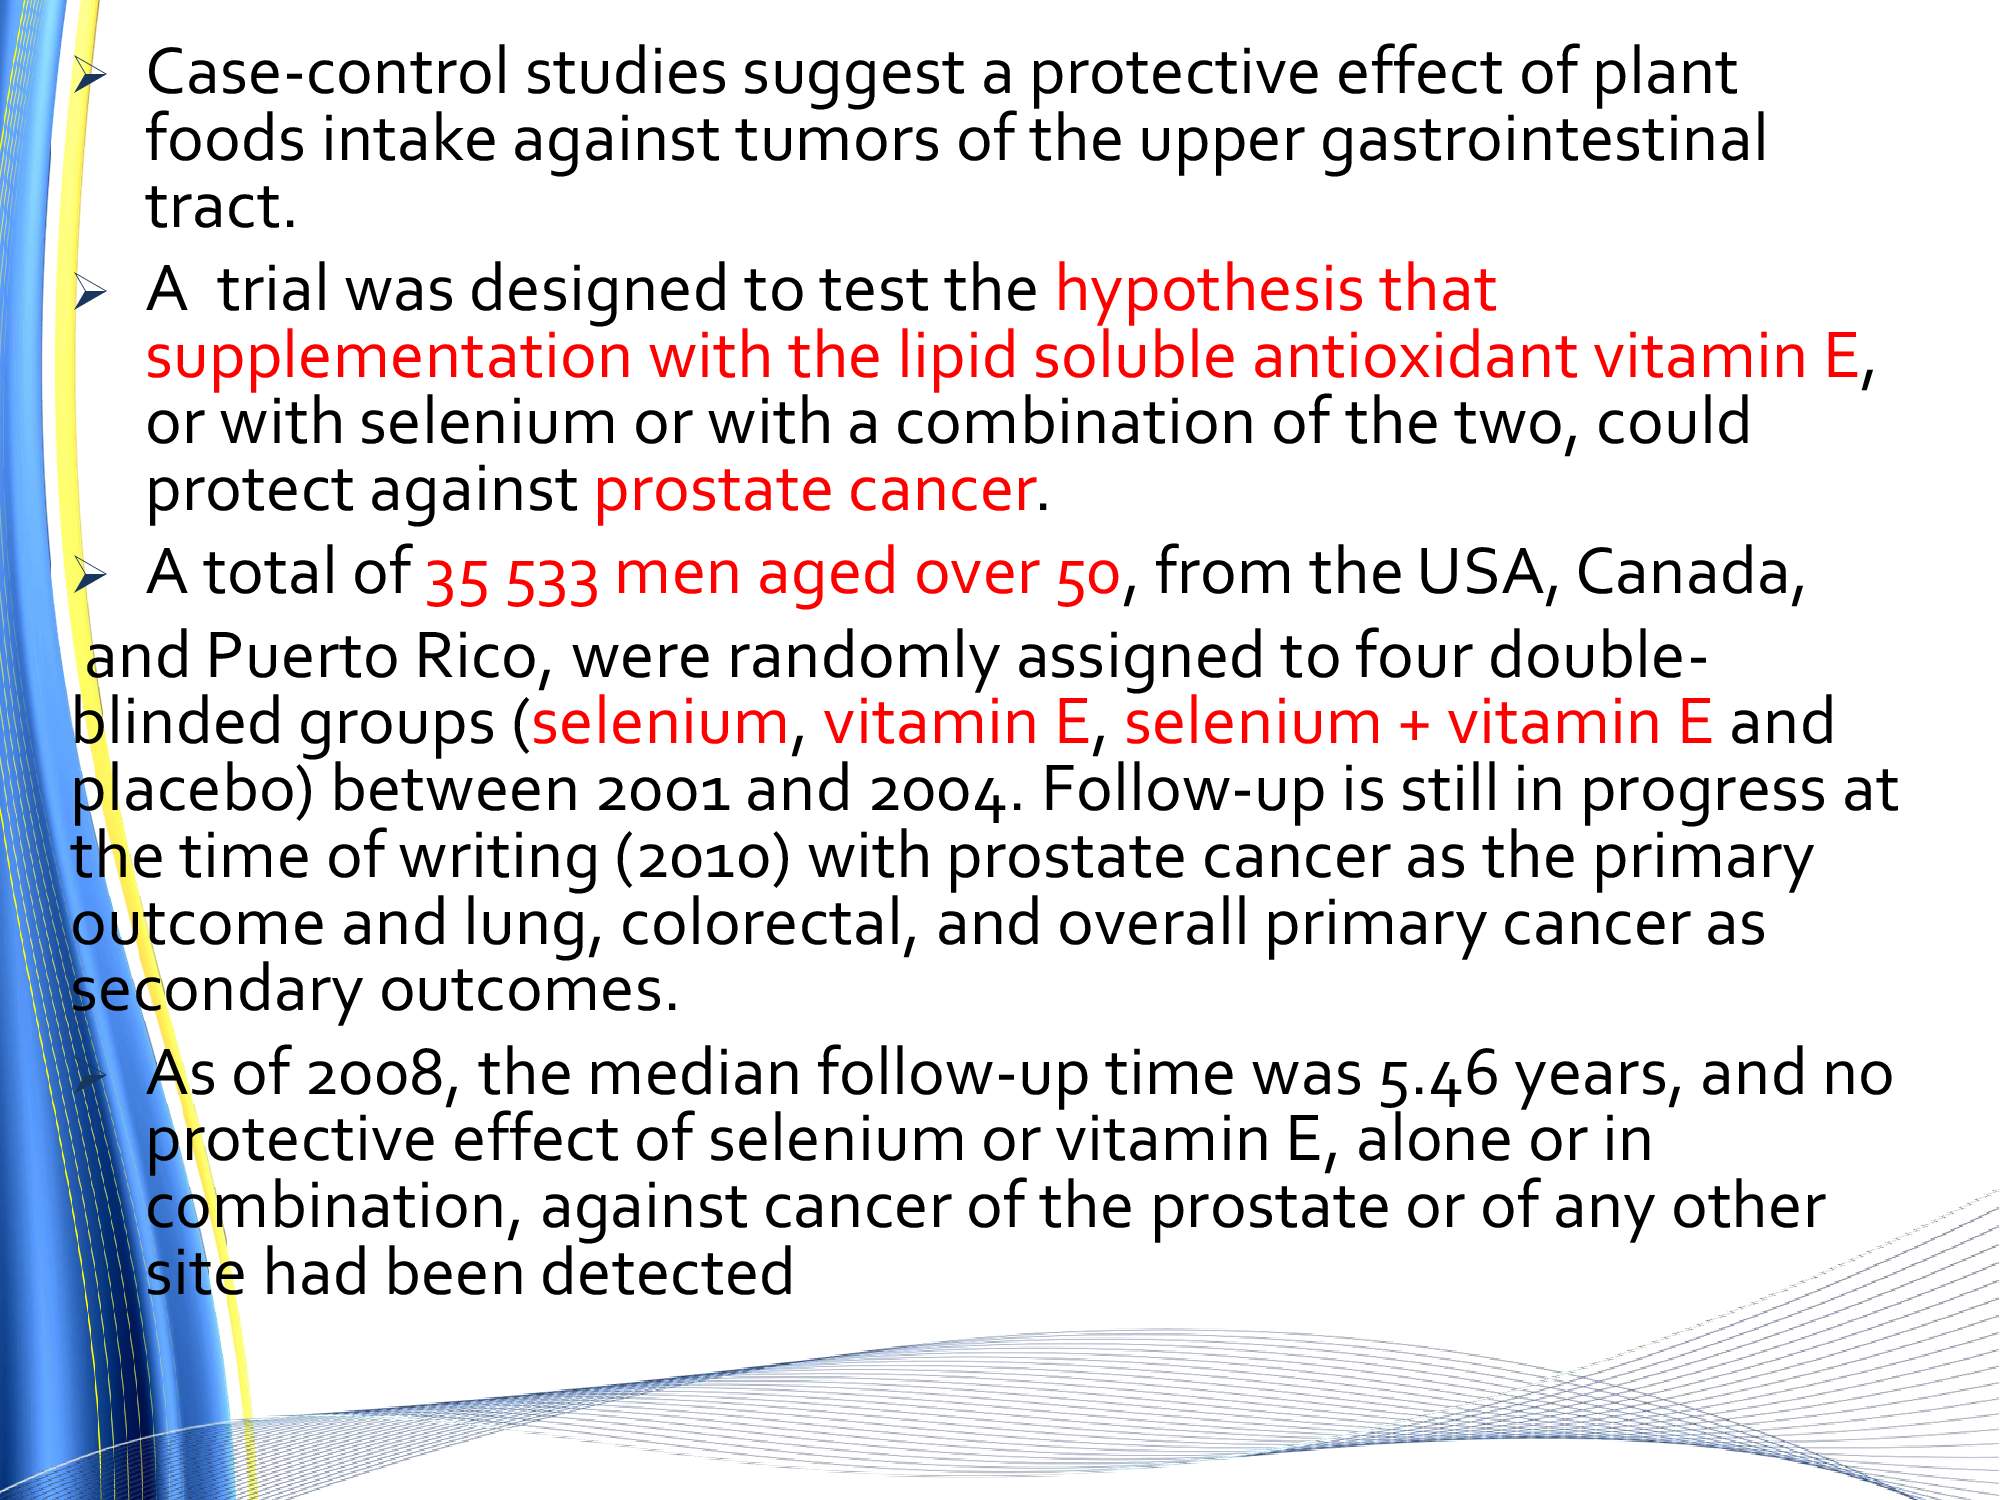 Case-control studies suggest a protective effect of plant
foods intake against tumors of the upper gastrointestinal
tract.
A  trial was designed to test the hypothesis that
supplementation with the lipid soluble antioxidant vitamin E,
or with selenium or with a combination of the two, could
protect against prostate cancer.
A total of 35 533 men aged over 50, from the USA, Canada,
and Puerto Rico, were randomly assigned to four double-
blinded groups (selenium, vitamin E, selenium + vitamin E and
placebo) between 2001 and 2004. Follow-up is still in progress at
the time of writing (2010) with prostate cancer as the primary
outcome and lung, colorectal, and overall primary cancer as
secondary outcomes.
As of 2008, the median follow-up time was 5.46 years, and no
protective effect of selenium or vitamin E, alone or in
combination, against cancer of the prostate or of any other
site had been detected